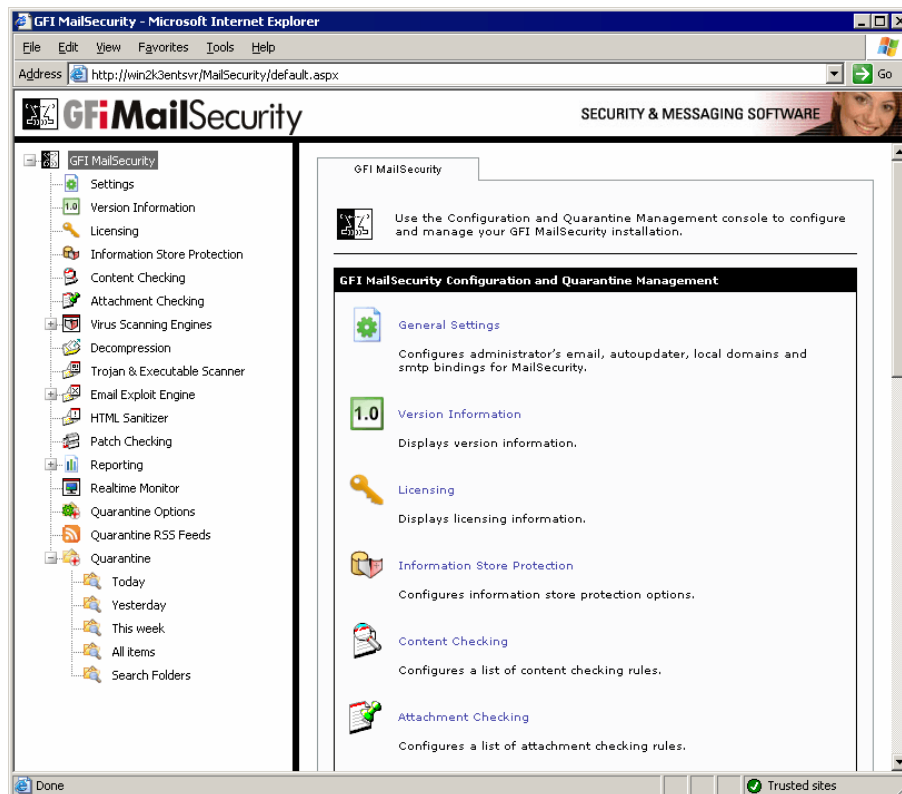 GFI MailSecurity - Microsoft Internet Explorer
File Edit View Favorites Tools Help
Address http://win2k3entsvr/MailSecurity/default.aspx Go
GFiMailSecurity
SECURITY & MESSAGING SOFTWARE
GFI MailSecurity
Settings
1.0 Version Information
Licensing
Information Store Protection
Content Checking
Attachment Checking
Virus Scanning Engines
Decompression
Trojan & Executable Scanner
Email Exploit Engine
HTML Sanitizer
Patch Checking
Reporting
Realtime Monitor
Quarantine Options
Quarantine RSS Feeds
Quarantine
Today
Yesterday
This week
All items
Search Folders
GFI MailSecurity
Use the Configuration and Quarantine Management console to configure
and manage your GFI MailSecurity installation.
GFI MailSecurity Configuration and Quarantine Management
General Settings
Configures administrator's email, autoupdater, local domains and
smtp bindings for MailSecurity.
1.0 Version Information
Displays version information.
Licensing
Displays licensing information.
Information Store Protection
Configures information store protection options.
Content Checking
Configures a list of content checking rules.
Attachment Checking
Configures a list of attachment checking rules.
Done
Trusted sites